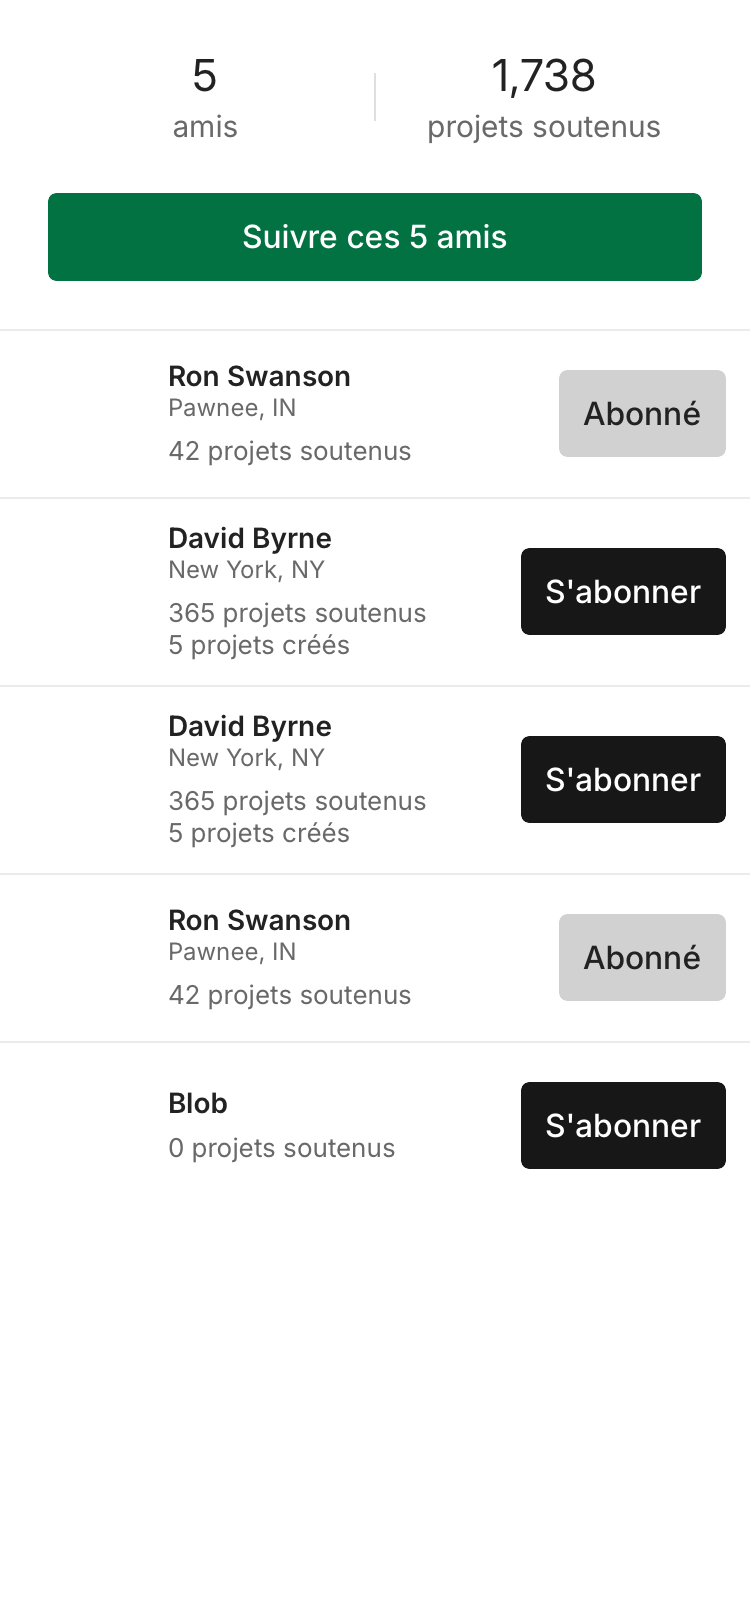 5
1,738
amis
projets soutenus
Suivre ces 5 amis
Ron Swanson
Pawnee, IN
42 projets soutenus
Abonné
David Byrne
New York, NY
365 projets soutenus
5 projets créés
S'abonner
David Byrne
New York, NY
365 projets soutenus
5 projets créés
S'abonner
Ron Swanson
Pawnee, IN
42 projets soutenus
Abonné
Blob
0 projets soutenus
S'abonner